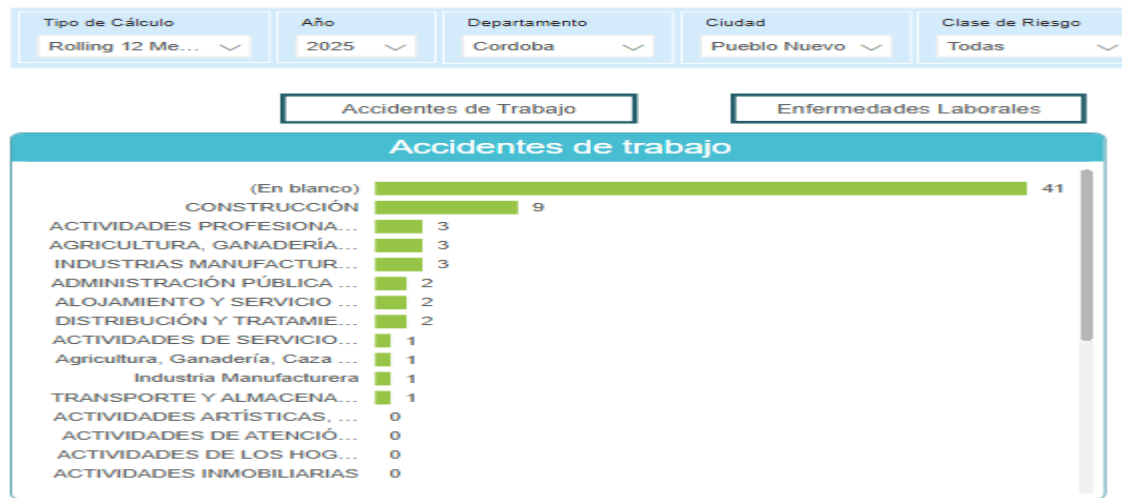 Tipo de Cálculo Año Departamento Ciudad Clase de Riesgo
Rolling 12 Me... 2025 Cordoba Pueblo Nuevo Todas
Accidentes de Trabajo Enfermedades Laborales
Accidentes de trabajo
(En blanco) 41
CONSTRUCCIÓN 9
ACTIVIDADES PROFESIONA... 3
AGRICULTURA, GANADERÍA... 3
INDUSTRIAS MANUFACTUR... 3
ADMINISTRACIÓN PÚBLICA ... 2
ALOJAMIENTO Y SERVICIO ... 2
DISTRIBUCIÓN Y TRATAMIE... 2
ACTIVIDADES DE SERVICIO... 1
Agricultura, Ganadería, Caza ... 1
Industria Manufacturera 1
TRANSPORTE Y ALMACENA... 1
ACTIVIDADES ARTÍSTICAS, ... 0
ACTIVIDADES DE ATENCIÓ... 0
ACTIVIDADES DE LOS HOG... 0
ACTIVIDADES INMOBILIARIAS 0